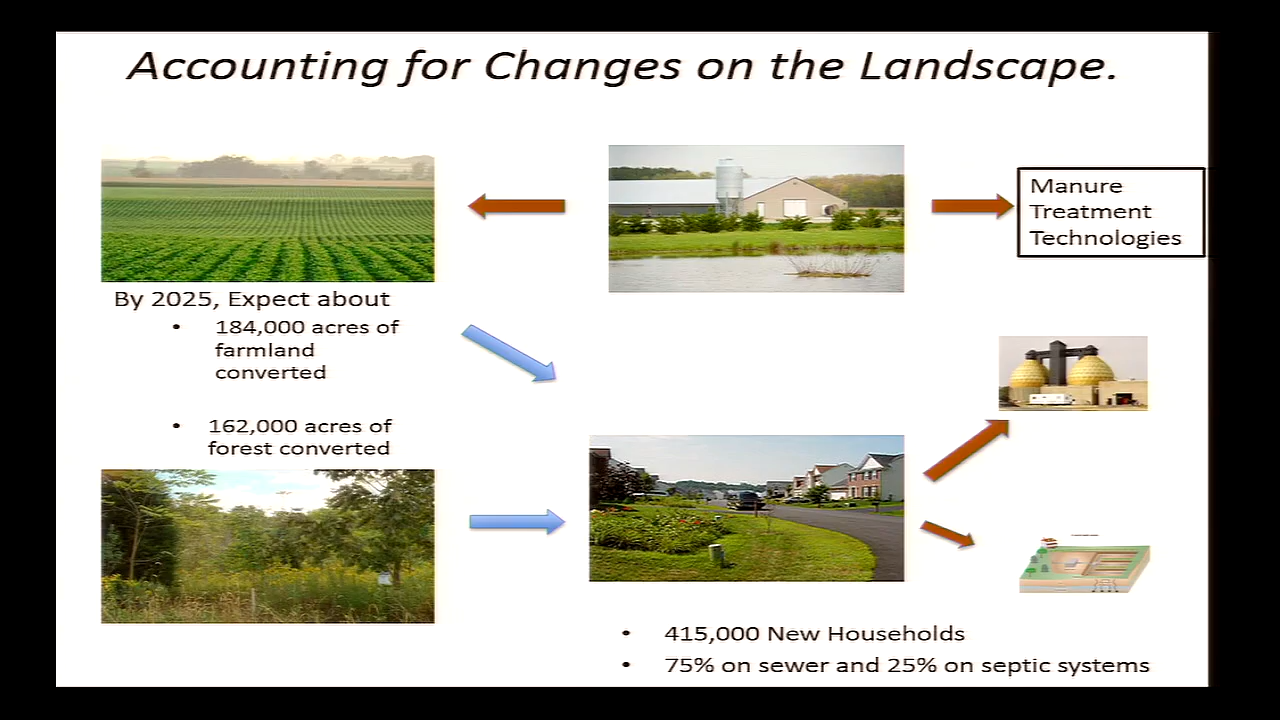 Accounting for Changes on the Landscape.
Manure
Treatment
Technologies
By 2025, Expect about
• 184,000 acres of
farmland
converted
• 162,000 acres of
forest converted
• 415,000 New Households
• 75% on sewer and 25% on septic systems